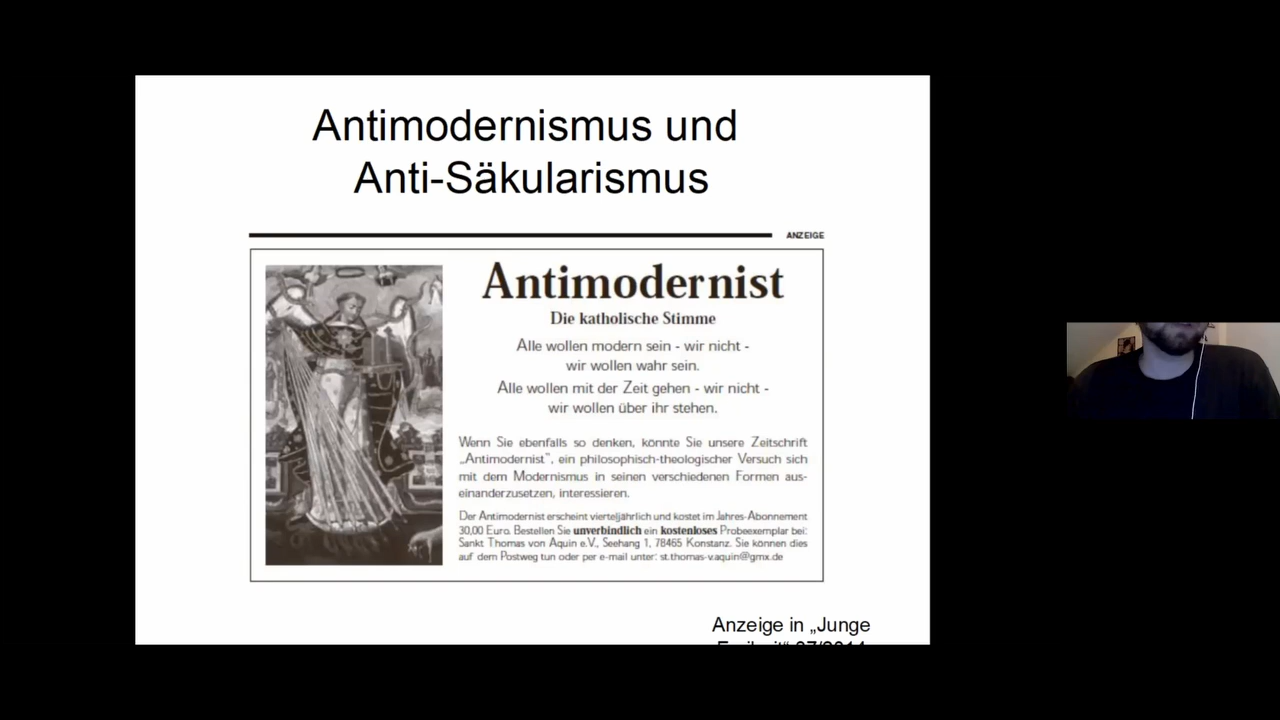 Antimodernismus und
Anti-Säkularismus
ANZEIGE
Antimodernist
Die katholische Stimme
Alle wollen modern sein - wir nicht -
wir wollen wahr sein.
Alle wollen mit der Zeit gehen - wir nicht -
wir wollen über ihr stehen.
Wenn Sie ebenfalls so denken, könnte Sie unsere Zeitschrift
„Antimodernist", ein philosophisch-theologischer Versuch sich
mit dem Modernismus in seinen verschiedenen Formen aus-
einanderzusetzen, interessieren.
Der Antimodernist erscheint vierteljährlich und kostet im Jahres-Abonnement
30,00 Euro. Bestellen Sie unverbindlich ein kostenloses Probeexemplar bei:
Sankt Thomas von Aquin e.V., Seehang 1, 78465 Konstanz. Sie können dies
auf dem Postweg tun oder per e-mail unter: st.thomas-v.aquin@gmx.de
Anzeige in „Junge